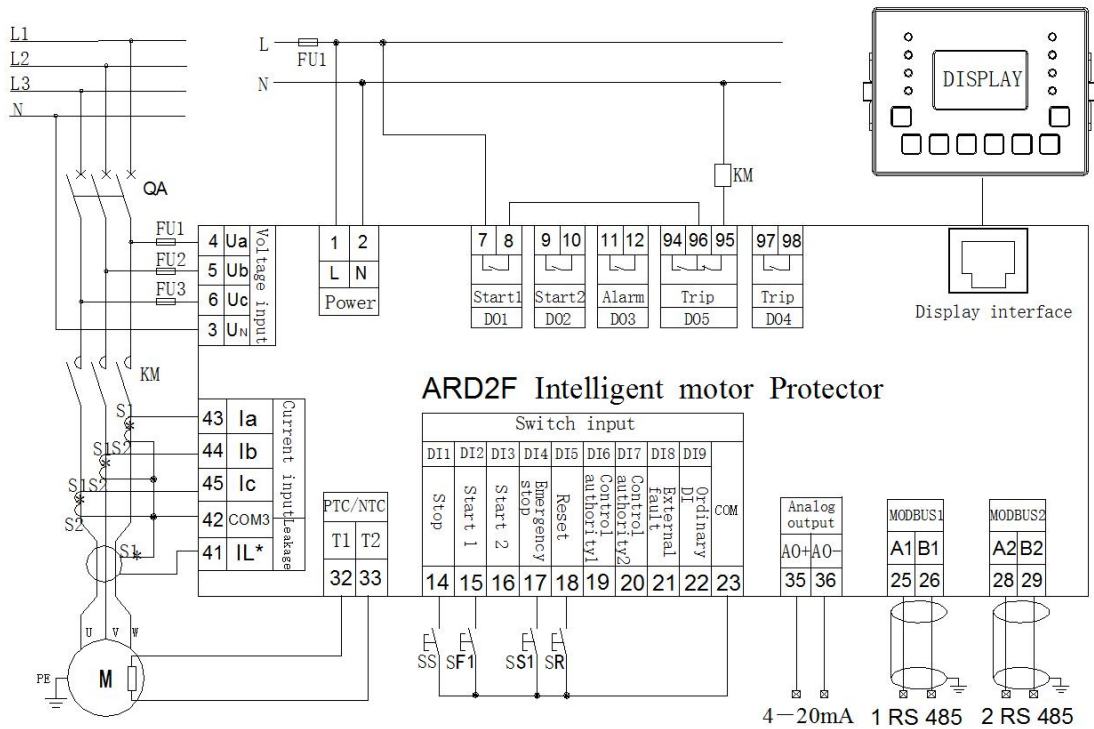 L1
L2
L3
N
L
FU1
N
DISPLAY
QA
KM
FU1
FU2
FU3
4 Ua
5 Ub
6 Uc
3 UN
Voltage input
1 2
L N
Power
7 8
Start1
DO1
9 10
Start2
DO2
11 12
Alarm
DO3
94 96 95
Trip
DO5
97 98
Trip
DO4
Display interface
KM
ARD2F Intelligent motor Protector
S1
S1 S2
S1 S2
S2
S1
43 Ia
44 Ib
45 Ic
42 COM3
41 IL*
Current input
Leakage
PTC/NTC
T1 T2
32 33
Switch input
DI1 DI2 DI3 DI4 DI5 DI6 DI7 DI8 DI9
Stop
Start 1
Start 2
Emergency
stop
Reset
Control
authority1
Control
authority2
External
fault
Ordinary
DI
COM
14 15 16 17 18 19 20 21 22 23
Analog
output
AO+ AO-
35 36
MODBUS1
A1 B1
25 26
MODBUS2
A2 B2
28 29
U V W
M
PE
SS SF1 SS1 SR
4－20mA 1 RS 485 2 RS 485